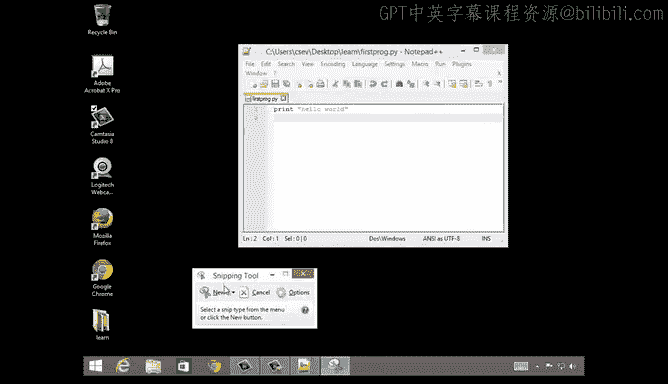 GPT中英字幕课程资源@bilibili.com
Recycle Bin
Adobe
Acrobat X Pro
Camtasia
Studio 8
Logitech
Webca...
Mozilla
Firefox
Google
Chrome
learn
C:\Users\csev\Desktop\learn\firstprog.py - Notepad++
File Edit Search View Encoding Language Settings Macro Run Plugins
Window ? X
firstprog.py
1 print "hello world"
2
Ln : 2 Col : 1 Sel : 0 | 0 Dos\Windows ANSI as UTF-8 INS
Snipping Tool
New Cancel Options
Select a snip type from the menu
or click the New button.